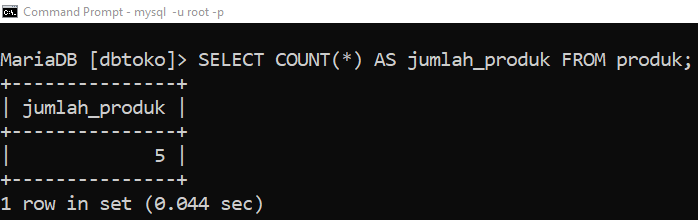 Command Prompt - mysql -u root -p
MariaDB [dbtoko]> SELECT COUNT(*) AS jumlah_produk FROM produk;
+---------------+
| jumlah_produk |
+---------------+
|             5 |
+---------------+
1 row in set (0.044 sec)